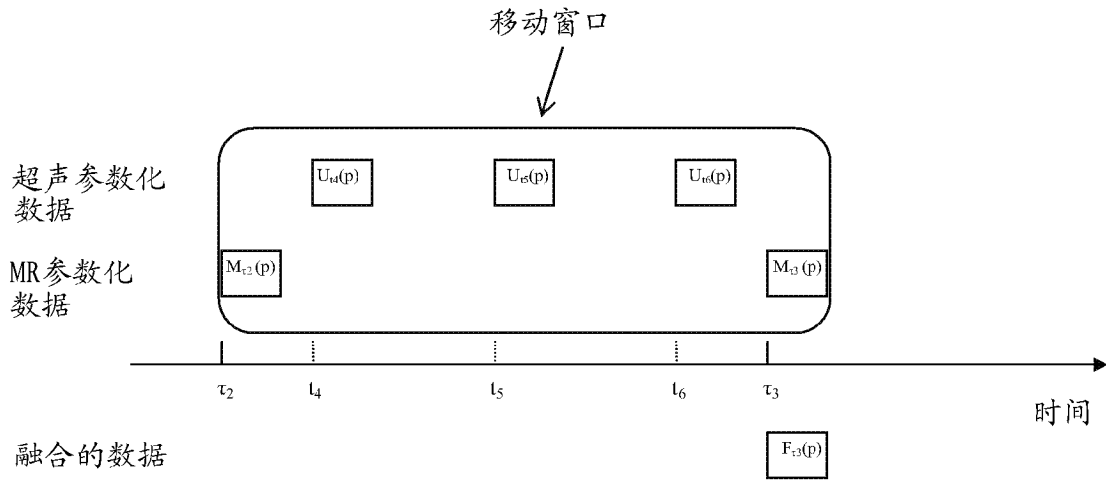 移动窗口
超声参数化
数据
Ut4(p) Ut5(p) Ut6(p)
MR参数化
数据
Mτ2(p) Mτ3(p)
τ2 t4 t5 t6 τ3
时间
融合的数据
Fτ3(p)